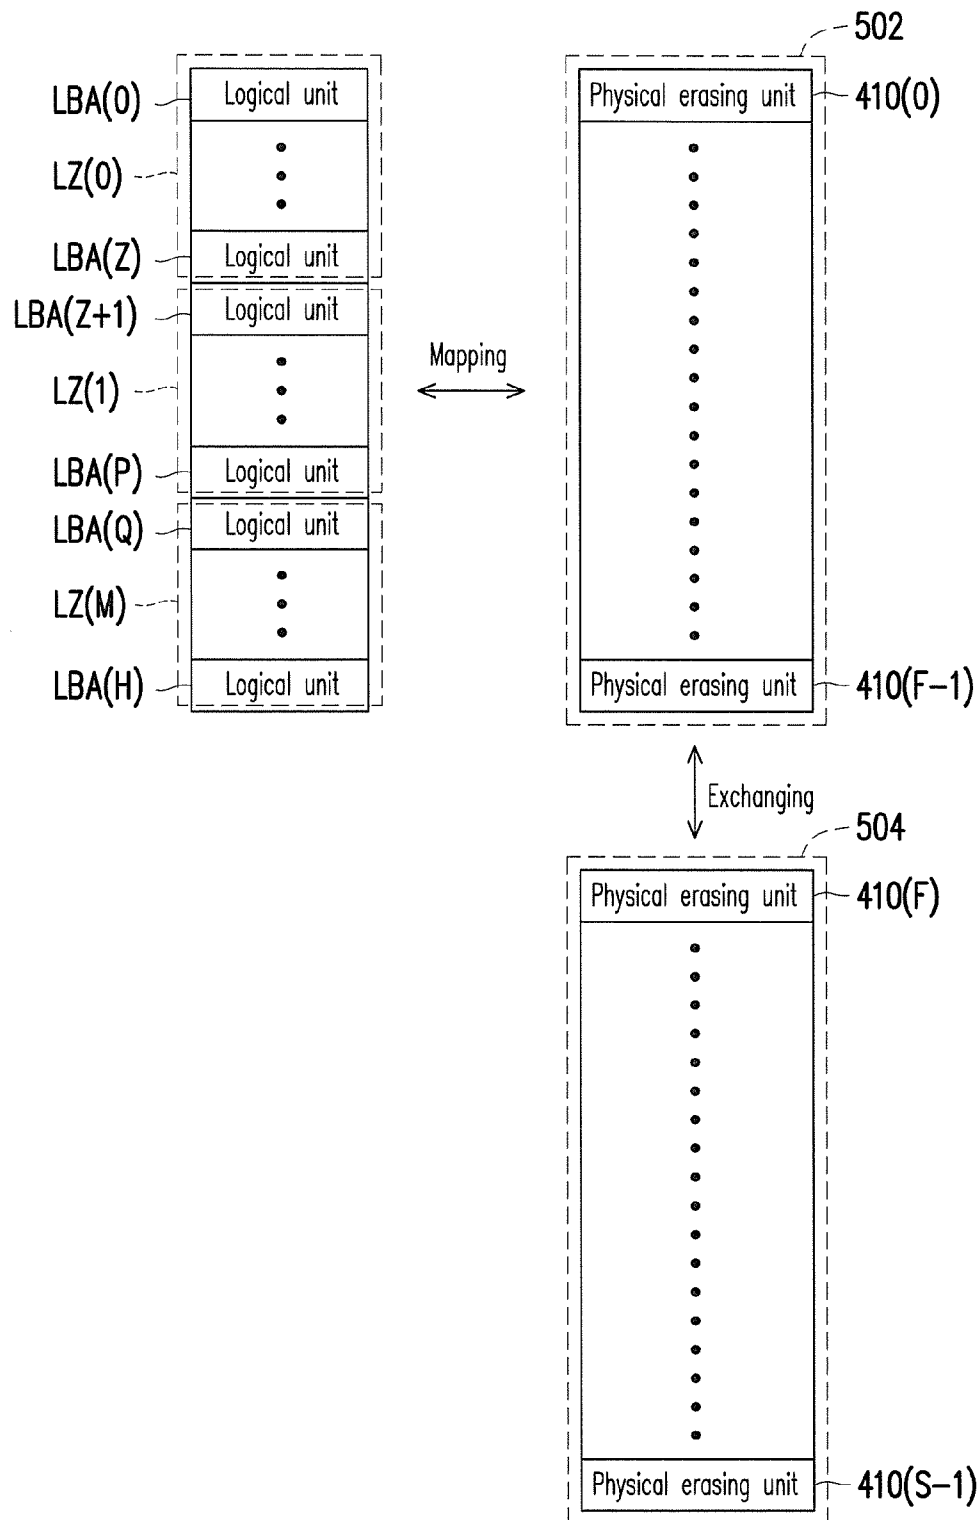 502
LBA(0)
Logical unit
Physical erasing unit
410(0)
LZ(0)
LBA(Z)
Logical unit
LBA(Z+1)
Logical unit
Mapping
LZ(1)
LBA(P)
Logical unit
LBA(Q)
Logical unit
LZ(M)
LBA(H)
Logical unit
Physical erasing unit
410(F-1)
Exchanging
504
Physical erasing unit
410(F)
Physical erasing unit
410(S-1)